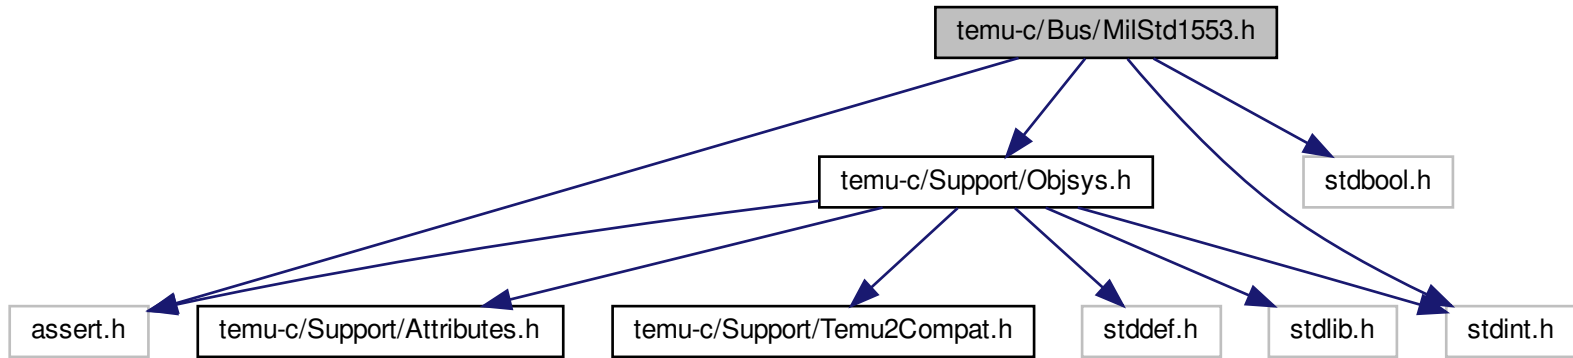 temu-c/Bus/MilStd1553.h
temu-c/Support/Objsys.h
stdbool.h
assert.h
temu-c/Support/Attributes.h
temu-c/Support/Temu2Compat.h
stddef.h
stdlib.h
stdint.h